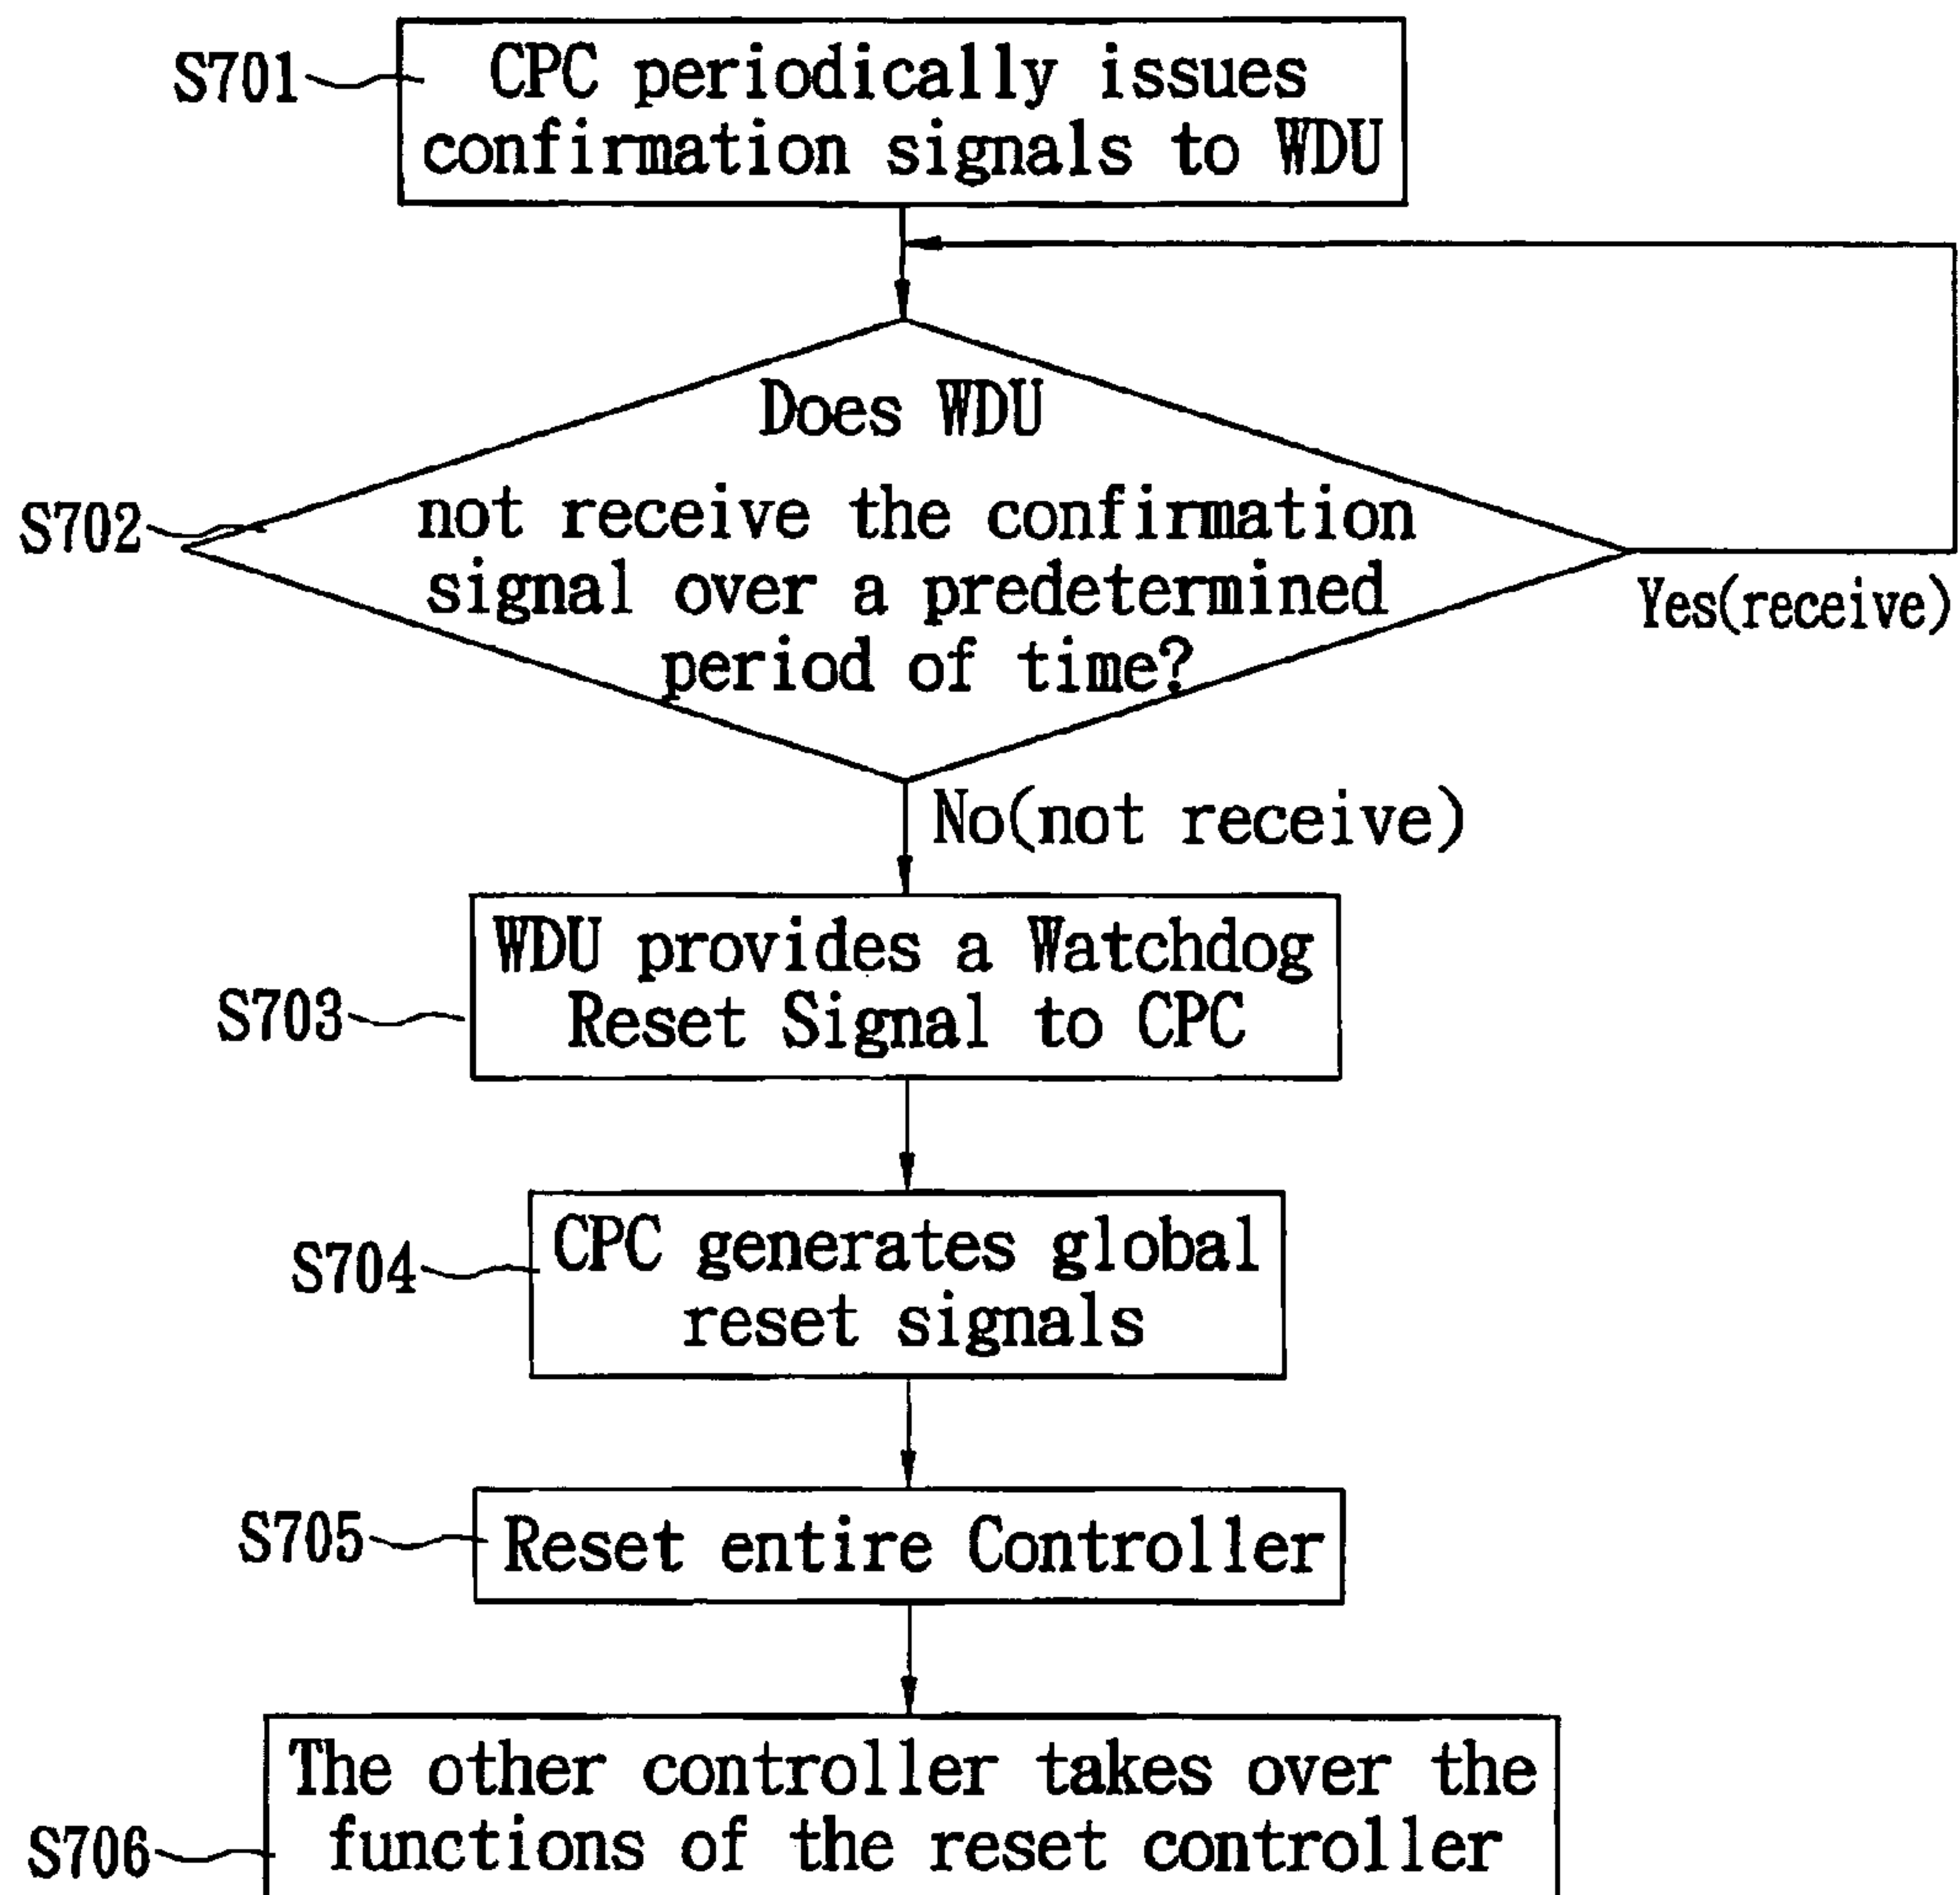 S701
CPC periodically issues
confirmation signals to WDU
S702
Does WDU
not receive the confirmation
signal over a predetermined
period of time?
Yes(receive)
No(not receive)
S703
WDU provides a Watchdog
Reset Signal to CPC
S704
CPC generates global
reset signals
S705
Reset entire Controller
S706
The other controller takes over the
functions of the reset controller